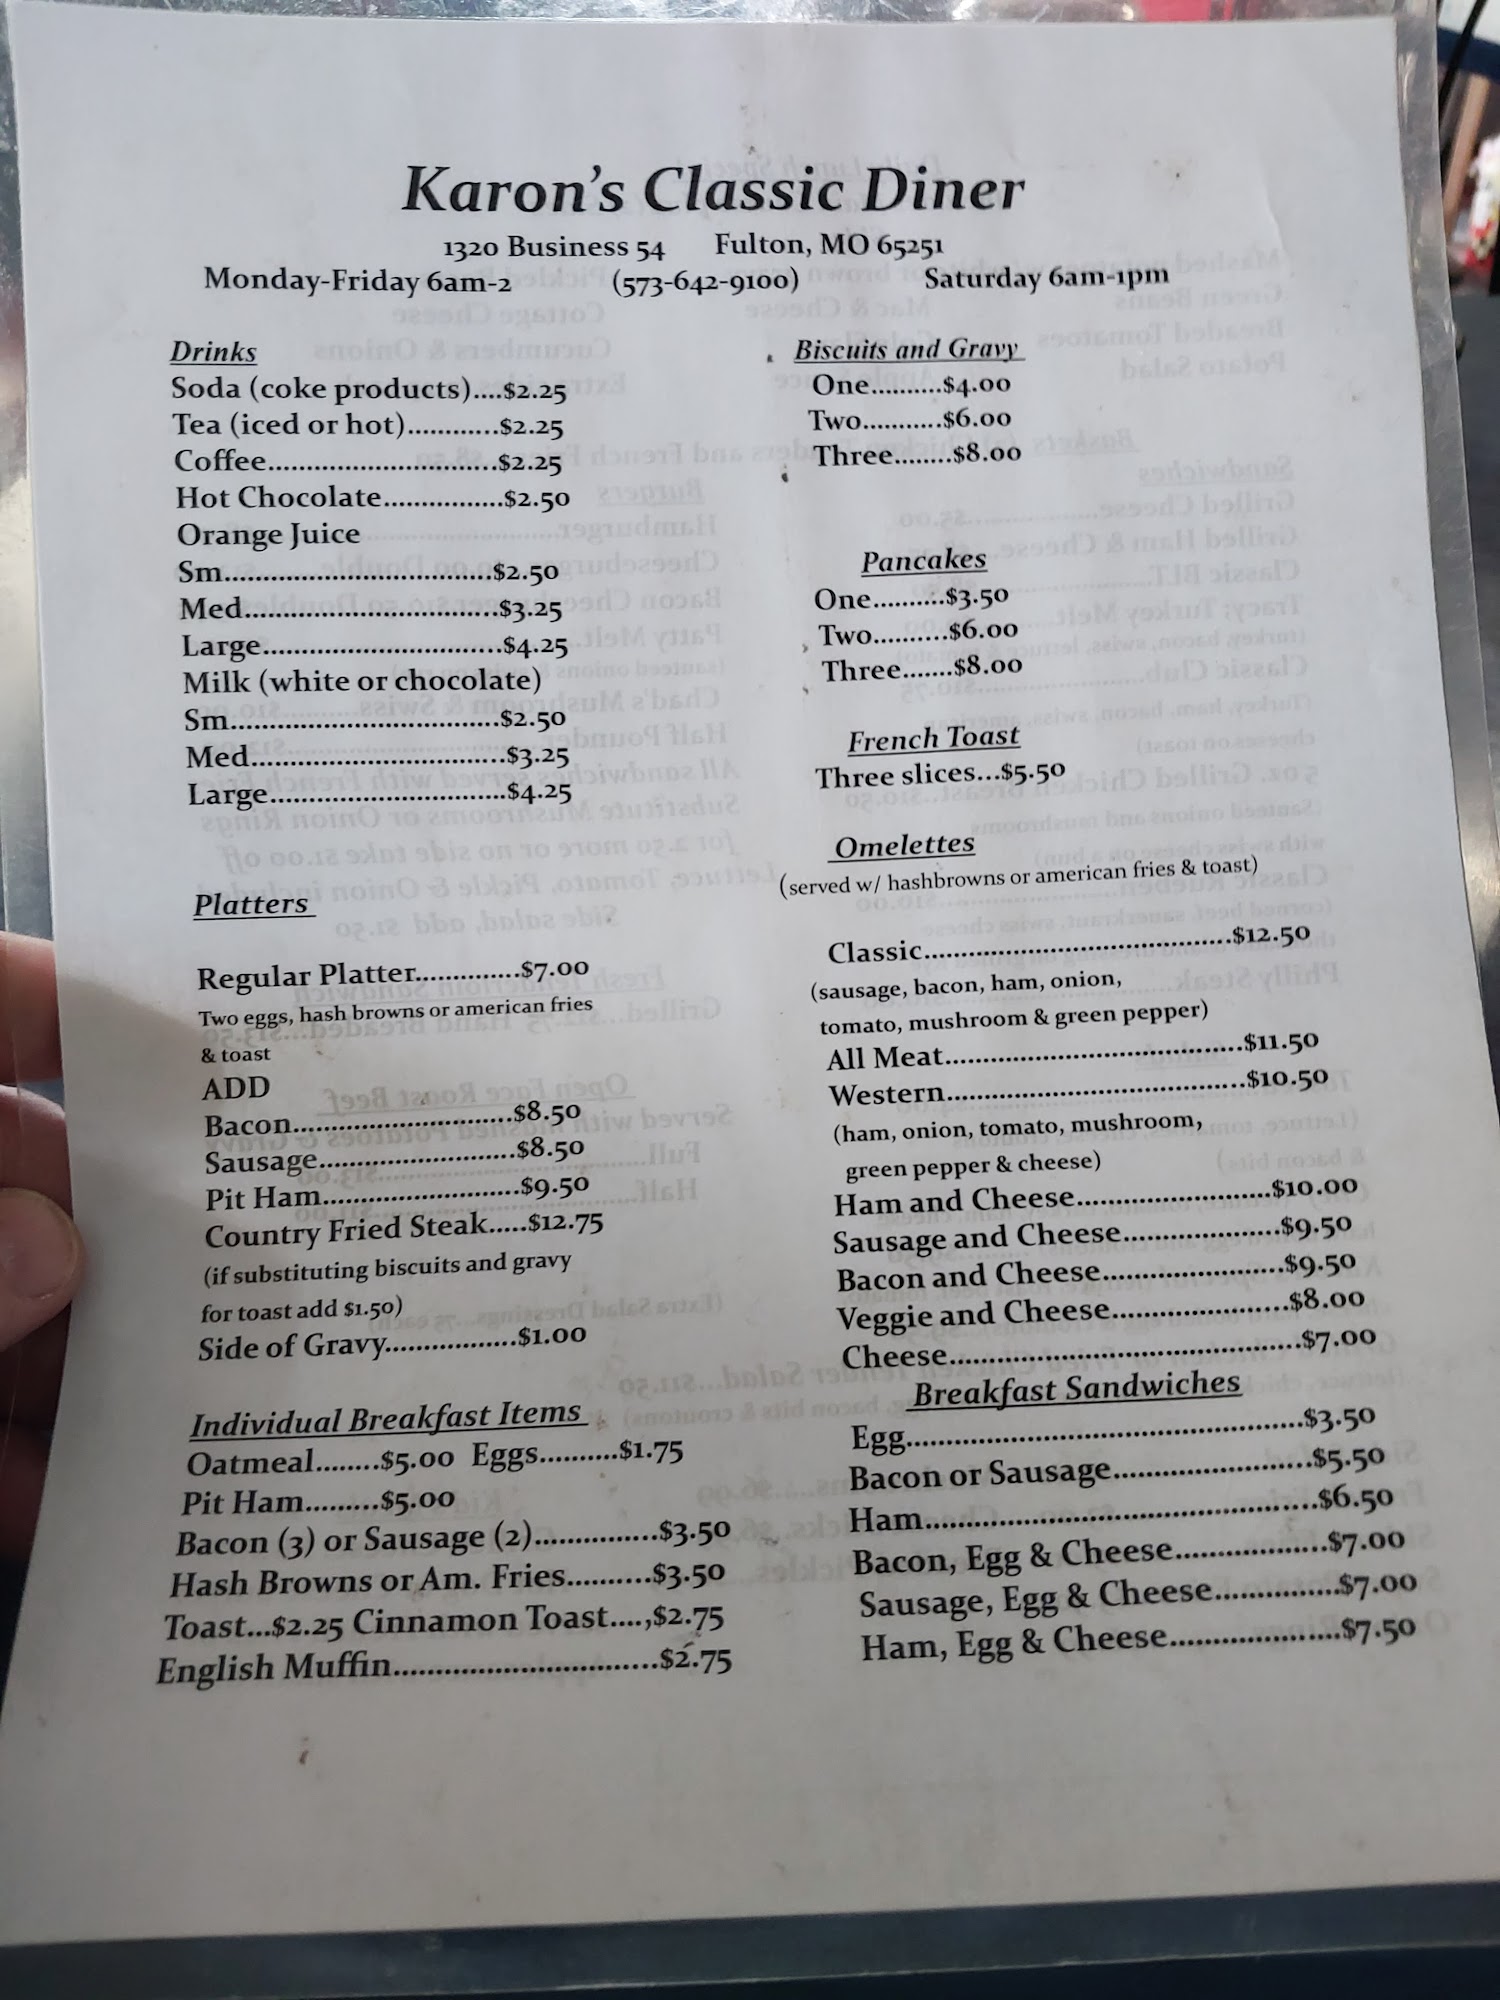 Karon's Classic Diner
1320 Business 54 Fulton, MO 65251
Monday-Friday 6am-2 (573-642-9100) Saturday 6am-1pm
Drinks
Soda (coke products)....$2.25
Tea (iced or hot)............$2.25
Coffee..............................$2.25
Hot Chocolate................$2.50
Orange Juice
Sm...................................$2.50
Med.................................$3.25
Large...............................$4.25
Milk (white or chocolate)
Sm...................................$2.50
Med.................................$3.25
Large...............................$4.25
Platters
Regular Platter..............$7.00
Two eggs, hash browns or american fries
& toast
ADD
Bacon.............................$8.50
Sausage..........................$8.50
Pit Ham..........................$9.50
Country Fried Steak.....$12.75
(if substituting biscuits and gravy
for toast add $1.50)
Side of Gravy.................$1.00
Individual Breakfast Items
Oatmeal........$5.00 Eggs..........$1.75
Pit Ham.........$5.00
Bacon (3) or Sausage (2).............$3.50
Hash Browns or Am. Fries..........$3.50
Toast...$2.25 Cinnamon Toast....,$2.75
English Muffin................................$2.75
Biscuits and Gravy
One..........$4.00
Two...........$6.00
Three........$8.00
Pancakes
One..........$3.50
Two..........$6.00
Three.......$8.00
French Toast
Three slices...$5.50
Omelettes
(served w/ hashbrowns or american fries & toast)
Classic.........................................$12.50
(sausage, bacon, ham, onion,
tomato, mushroom & green pepper)
All Meat.......................................$11.50
Western.......................................$10.50
(ham, onion, tomato, mushroom,
green pepper & cheese)
Ham and Cheese.........................$10.00
Sausage and Cheese....................$9.50
Bacon and Cheese.......................$9.50
Veggie and Cheese.......................$8.00
Cheese.............................................$7.00
Breakfast Sandwiches
Egg..................................................$3.50
Bacon or Sausage.........................$5.50
Ham.................................................$6.50
Bacon, Egg & Cheese...................$7.00
Sausage, Egg & Cheese...............$7.00
Ham, Egg & Cheese.....................$7.50